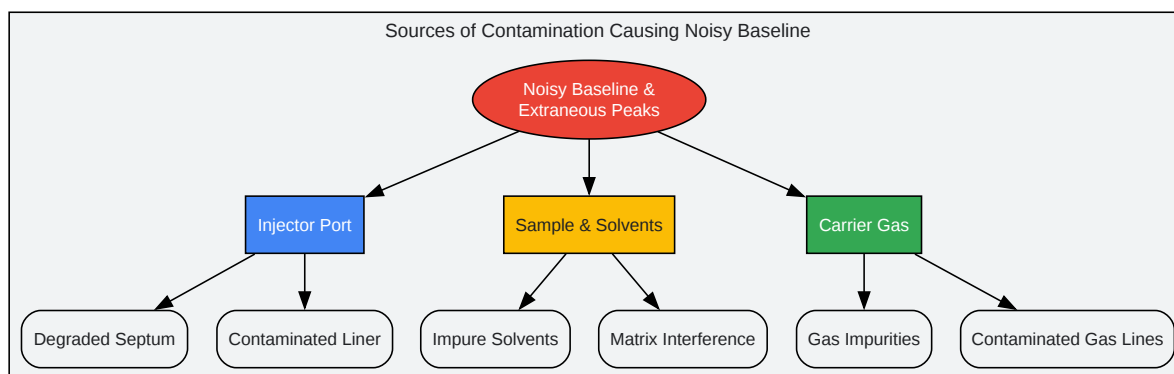 Sources of Contamination Causing Noisy Baseline
Noisy Baseline &
Extraneous Peaks
Injector Port
Sample & Solvents
Carrier Gas
Degraded Septum
Contaminated Liner
Impure Solvents
Matrix Interference
Gas Impurities
Contaminated Gas Lines